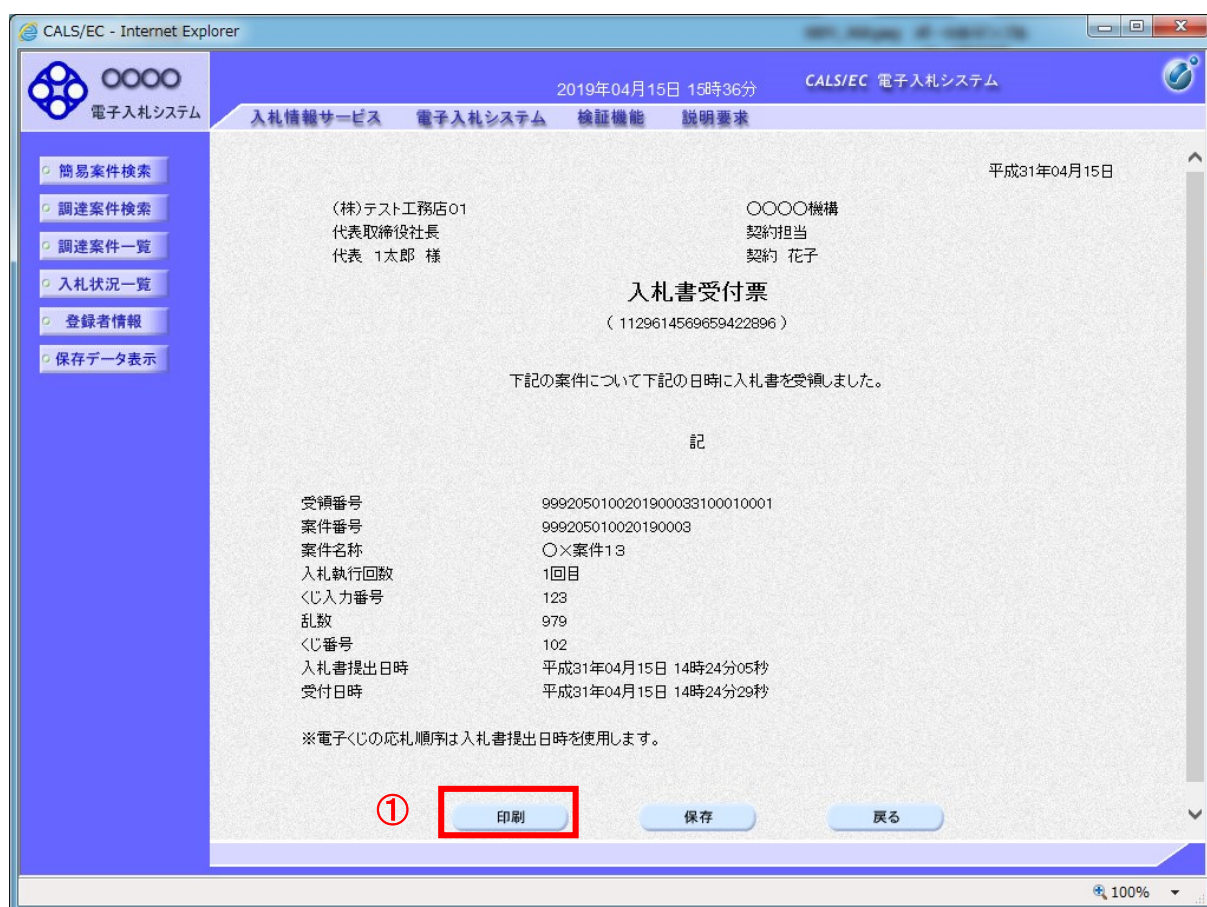 CALS/EC - Internet Explorer
OOOO
電子入札システム
2019年04月15日 15時36分
CALS/EC 電子入札システム
入札情報サービス 電子入札システム 検証機能 説明要求
簡易案件検索
調達案件検索
調達案件一覧
入札状況一覧
登録者情報
保存データ表示
平成31年04月15日
(株)テスト工務店01
代表取締役社長
代表 1太郎 様
〇〇〇〇機構
契約担当
契約 花子
入札書受付票
( 1129614569659422896 )
下記の案件について下記の日時に入札書を受領しました。
記
受領番号 9992050100201900033100010001
案件番号 999205010020190003
案件名称 〇×案件13
入札執行回数 1回目
くじ入力番号 123
乱数 979
くじ番号 102
入札書提出日時 平成31年04月15日 14時24分05秒
受付日時 平成31年04月15日 14時24分29秒
※電子くじの応札順序は入札書提出日時を使用します。
① 印刷 保存 戻る
100%